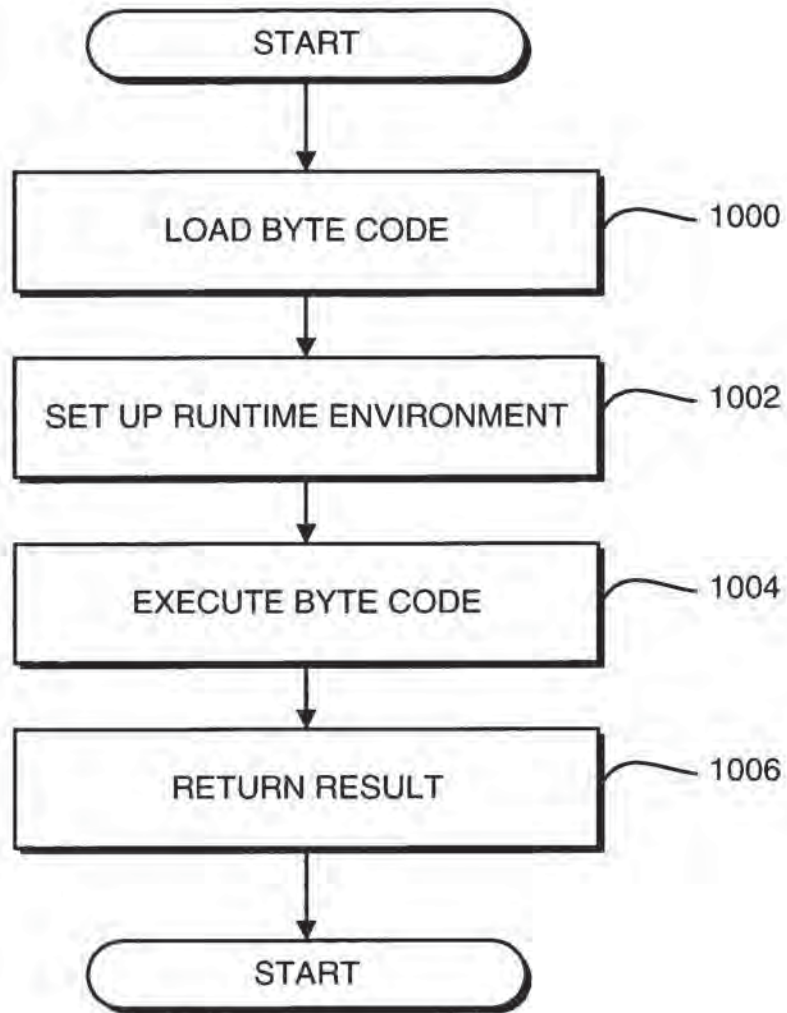 START
LOAD BYTE CODE
1000
SET UP RUNTIME ENVIRONMENT
1002
EXECUTE BYTE CODE
1004
RETURN RESULT
1006
START